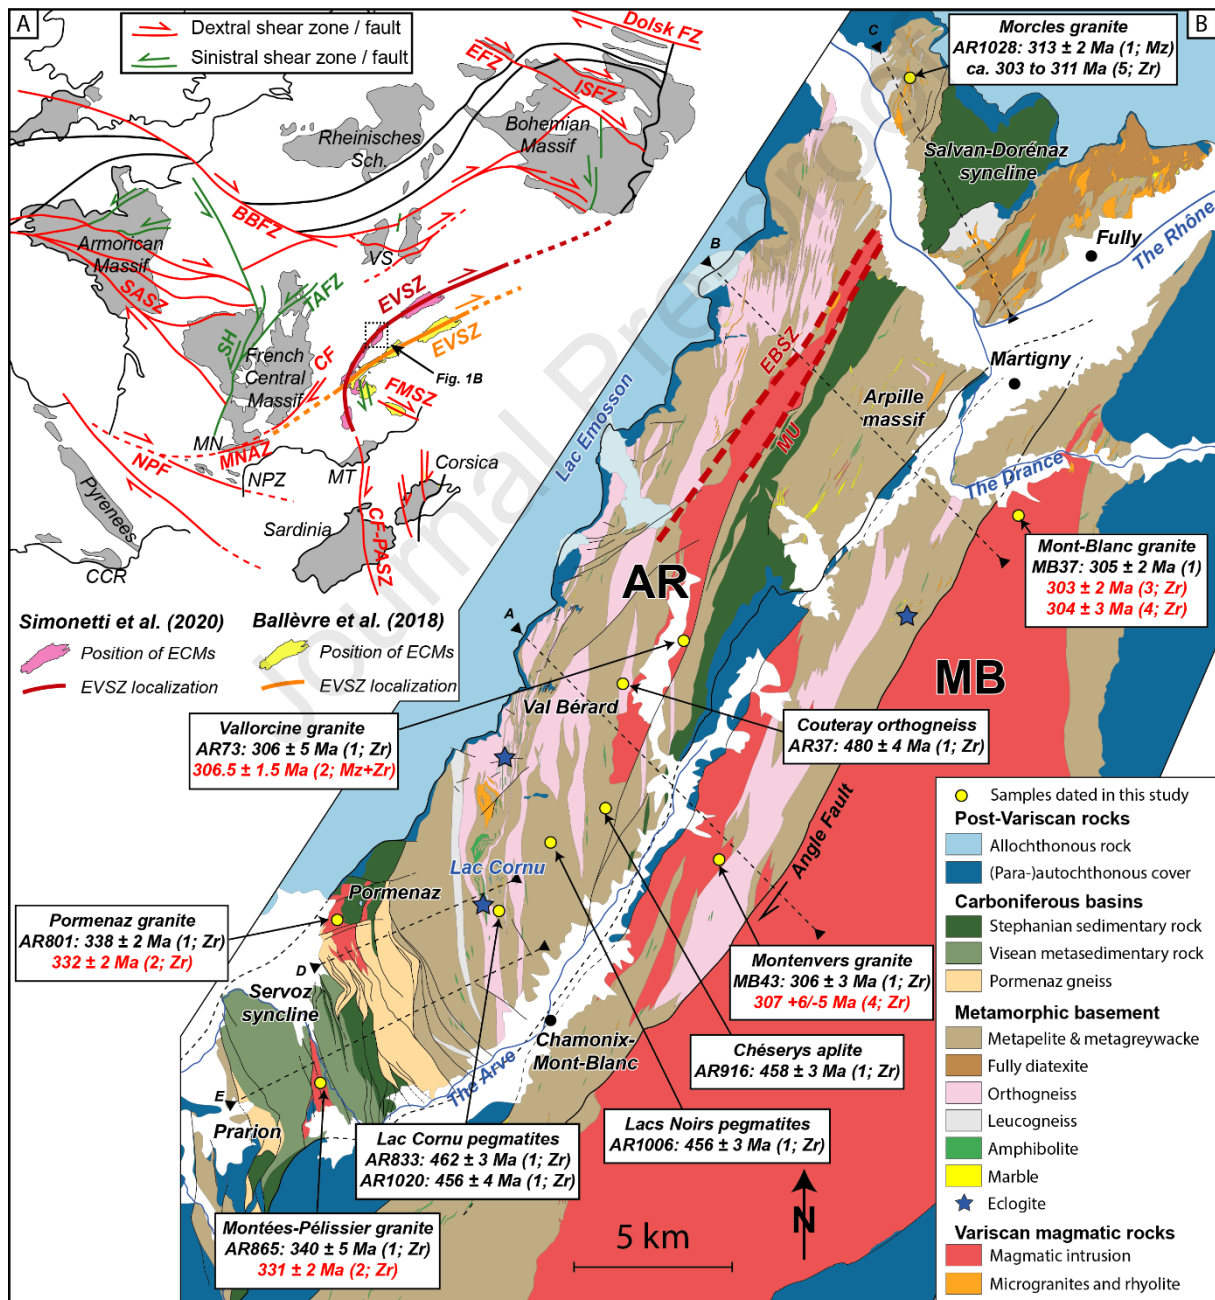 A
Dextral shear zone / fault
Sinistral shear zone / fault
Dolsk FZ
EFZ
ISFZ
Bohemian
Massif
Rheinisches
Sch.
BBFZ
Armorican
Massif
SASZ
VS
EVSZ
TAFZ
SH
French
Central
Massif
CF
EVSZ
Fig. 1B
FMSZ
MN
MNAZ
NPF
NPZ
MT
Corsica
Pyrenees
Sardinia
CF-PASZ
CCR
Simonetti et al. (2020)
Position of ECMs
EVSZ localization
Ballèvre et al. (2018)
Position of ECMs
EVSZ localization
B
Morcles granite
AR1028: 313 ± 2 Ma (1; Mz)
ca. 303 to 311 Ma (5; Zr)
C
Salvan-Dorénaz
syncline
Fully
The Rhône
B
Martigny
EBSZ
Arpille
massif
MU
Lac Emosson
The Drance
Mont-Blanc granite
MB37: 305 ± 2 Ma (1)
303 ± 2 Ma (3; Zr)
304 ± 3 Ma (4; Zr)
AR
A
MB
Val Bérard
Vallorcine granite
AR73: 306 ± 5 Ma (1; Zr)
306.5 ± 1.5 Ma (2; Mz+Zr)
Couteray orthogneiss
AR37: 480 ± 4 Ma (1; Zr)
Angle Fault
Lac Cornu
Pormenaz
Pormenaz granite
AR801: 338 ± 2 Ma (1; Zr)
332 ± 2 Ma (2; Zr)
D
Servoz
syncline
Montenvers granite
MB43: 306 ± 3 Ma (1; Zr)
307 +6/-5 Ma (4; Zr)
Chamonix-
Mont-Blanc
Chéserys aplite
AR916: 458 ± 3 Ma (1; Zr)
The Arve
E
Prarion
Lac Cornu pegmatites
AR833: 462 ± 3 Ma (1; Zr)
AR1020: 456 ± 4 Ma (1; Zr)
Lacs Noirs pegmatites
AR1006: 456 ± 3 Ma (1; Zr)
Montées-Pélissier granite
AR865: 340 ± 5 Ma (1; Zr)
331 ± 2 Ma (2; Zr)
5 km
N
Samples dated in this study
Post-Variscan rocks
Allochthonous rock
(Para-)autochthonous cover
Carboniferous basins
Stephanian sedimentary rock
Visean metasedimentary rock
Pormenaz gneiss
Metamorphic basement
Metapelite & metagreywacke
Fully diatexite
Orthogneiss
Leucogneiss
Amphibolite
Marble
Eclogite
Variscan magmatic rocks
Magmatic intrusion
Microgranites and rhyolite